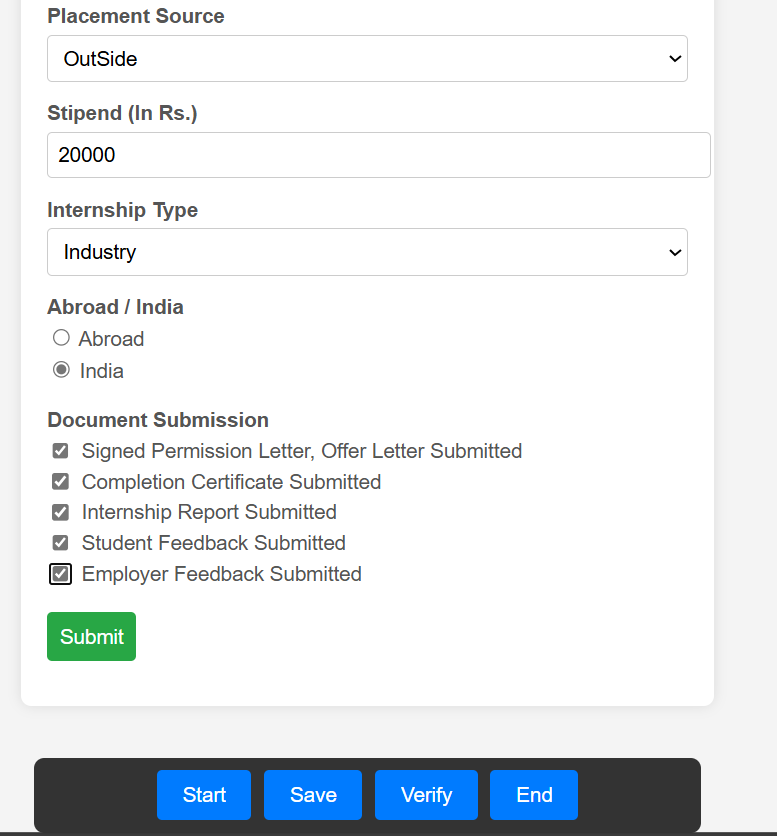 Placement Source
OutSide
Stipend (In Rs.)
20000
Internship Type
Industry
Abroad / India
Abroad
India
Document Submission
Signed Permission Letter, Offer Letter Submitted
Completion Certificate Submitted
Internship Report Submitted
Student Feedback Submitted
Employer Feedback Submitted
Submit
Start Save Verify End